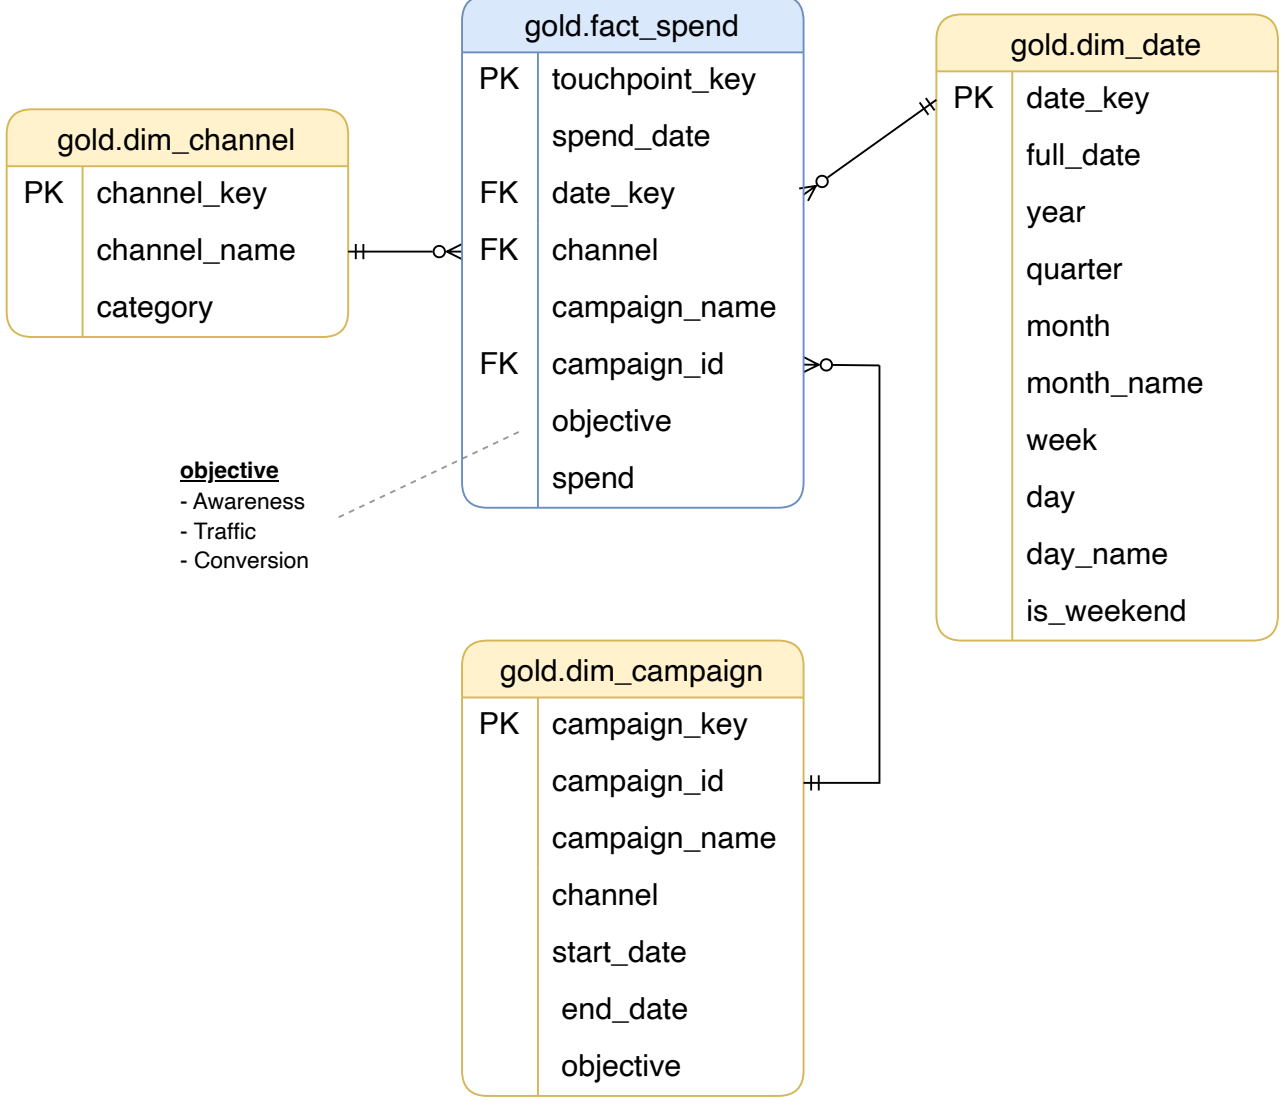 gold.fact_spend
PK touchpoint_key
spend_date
FK date_key
FK channel
campaign_name
FK campaign_id
objective
spend
gold.dim_date
PK date_key
full_date
year
quarter
month
month_name
week
day
day_name
is_weekend
gold.dim_channel
PK channel_key
channel_name
category
objective
- Awareness
- Traffic
- Conversion
gold.dim_campaign
PK campaign_key
campaign_id
campaign_name
channel
start_date
end_date
objective